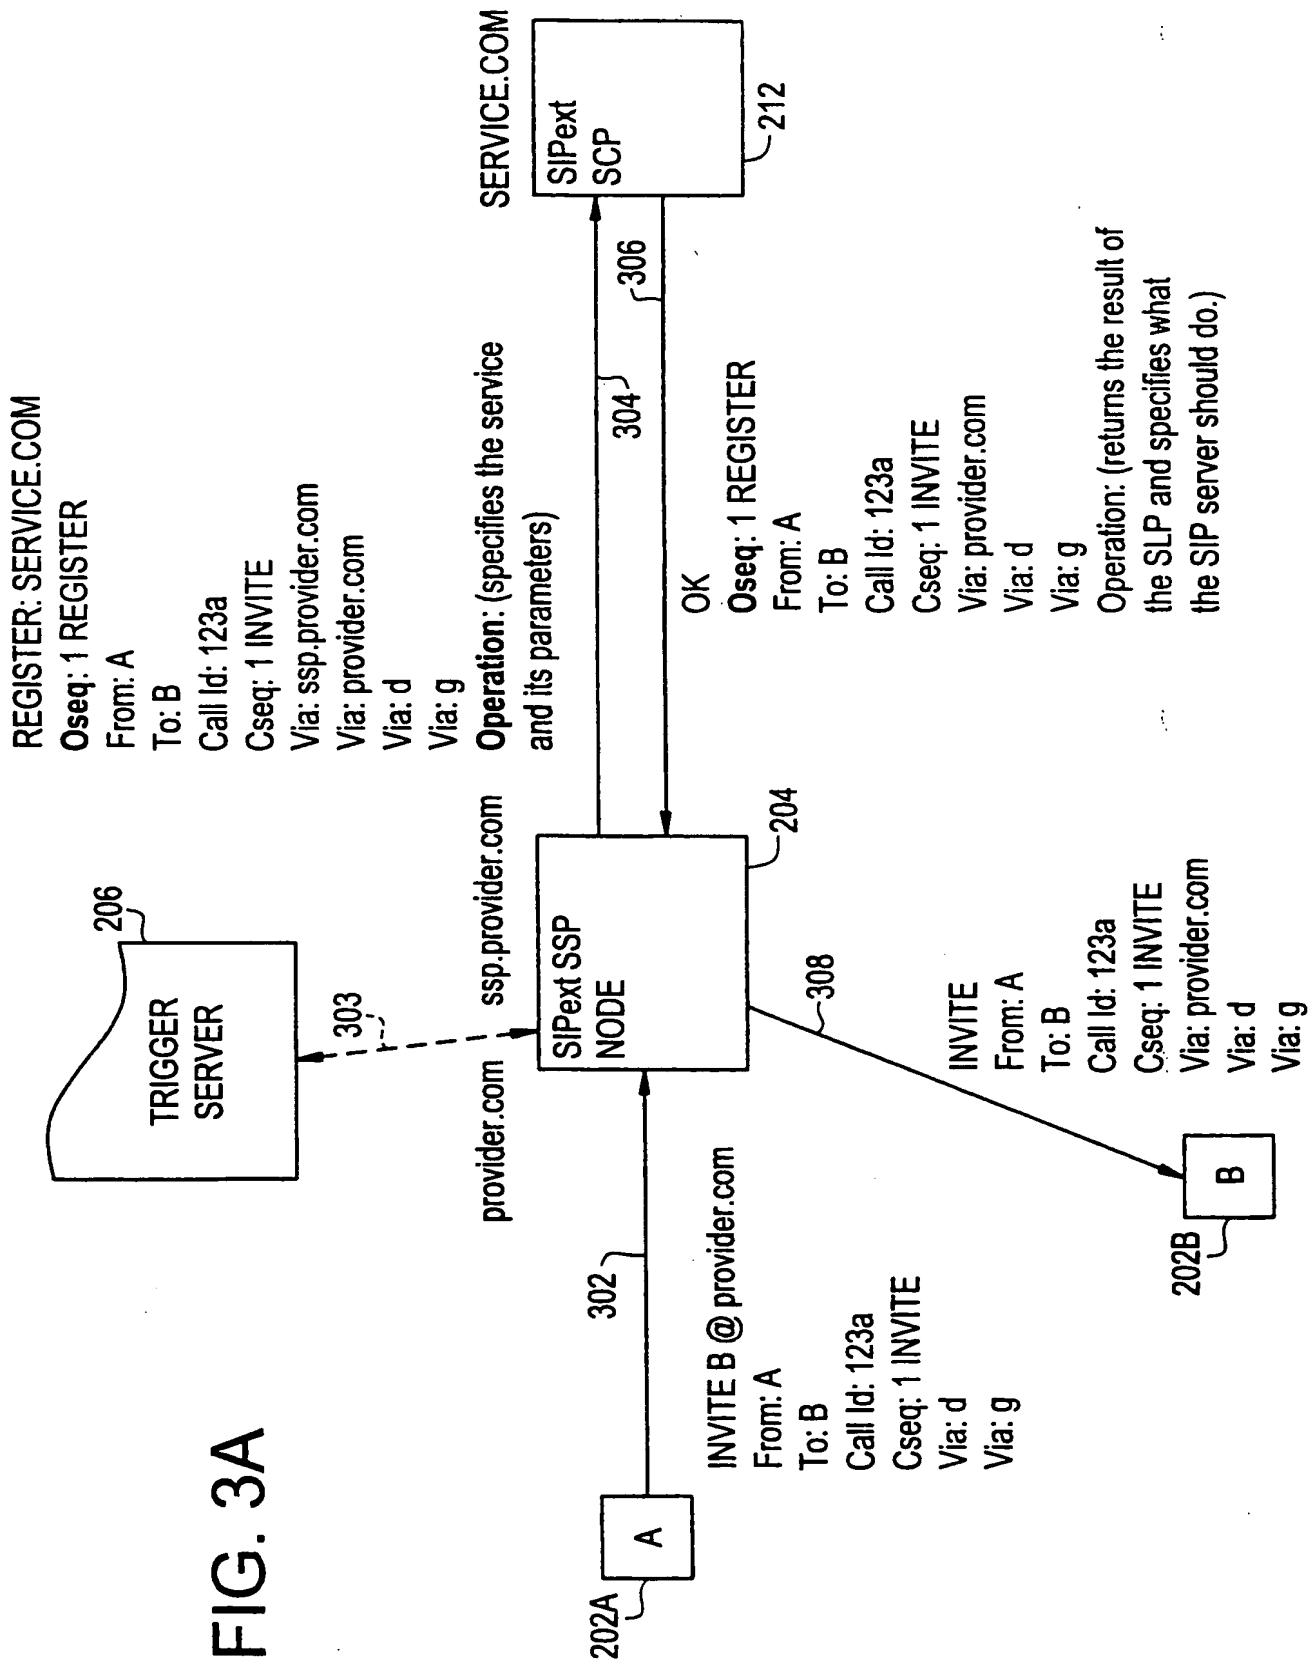 FIG. 3A
REGISTER: SERVICE.COM
Oseq: 1 REGISTER
From: A
To: B
Call Id: 123a
Cseq: 1 INVITE
Via: ssp.provider.com
Via: provider.com
Via: d
Via: g
Operation: (specifies the service
and its parameters)
206
TRIGGER
SERVER
303
provider.com
ssp.provider.com
SERVICE.COM
SIPext SSP
NODE
204
SIPext
SCP
212
304
306
302
202A
A
INVITE B @ provider.com
From: A
To: B
Call Id: 123a
Cseq: 1 INVITE
Via: d
Via: g
OK
Oseq: 1 REGISTER
From: A
To: B
Call Id: 123a
Cseq: 1 INVITE
Via: provider.com
Via: d
Via: g
Operation: (returns the result of
the SLP and specifies what
the SIP server should do.)
308
INVITE
From: A
To: B
Call Id: 123a
Cseq: 1 INVITE
Via: provider.com
Via: d
Via: g
B
202B